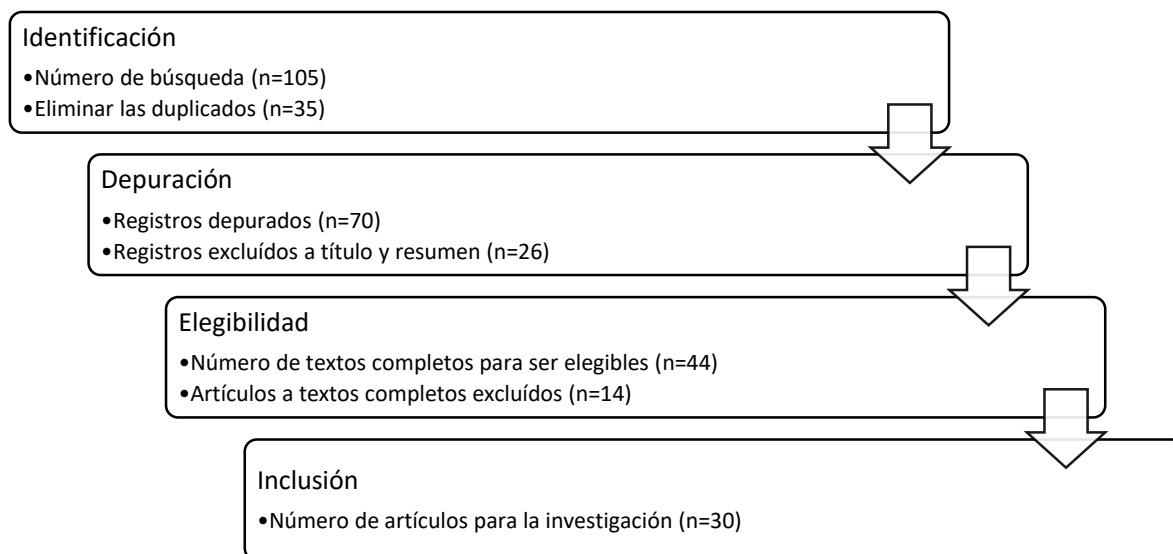 Identificación
•Número de búsqueda (n=105)
•Eliminar las duplicados (n=35)
Depuración
•Registros depurados (n=70)
•Registros excluídos a título y resumen (n=26)
Elegibilidad
•Número de textos completos para ser elegibles (n=44)
•Artículos a textos completos excluídos (n=14)
Inclusión
•Número de artículos para la investigación (n=30)